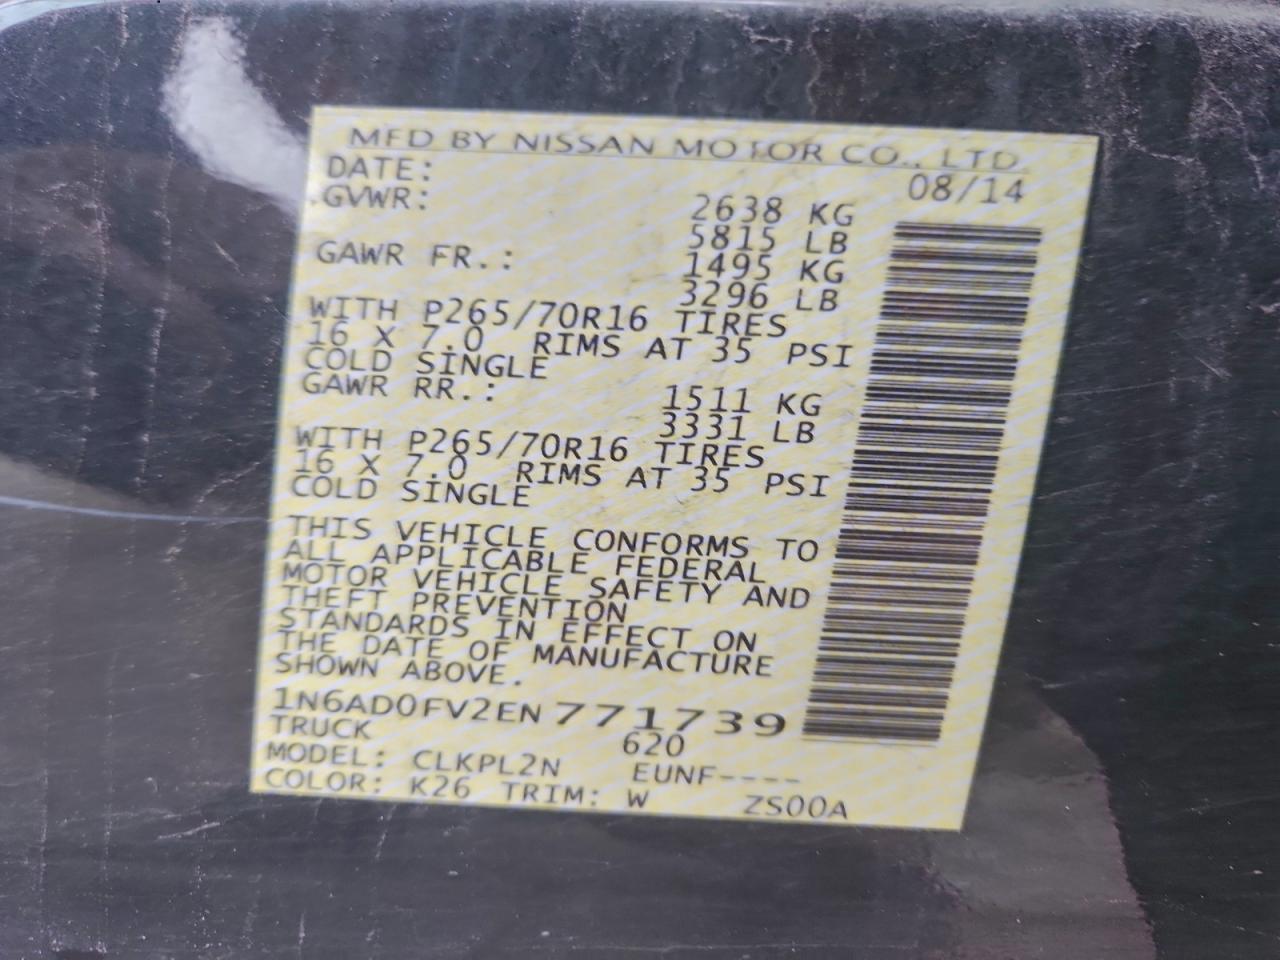 MFD BY NISSAN MOTOR CO., LTD.
DATE: 08/14
GVWR: 2638 KG
5815 LB
GAWR FR.: 1495 KG
3296 LB
WITH P265/70R16 TIRES
16 X 7.0 RIMS AT 35 PSI
COLD SINGLE
GAWR RR.: 1511 KG
3331 LB
WITH P265/70R16 TIRES
16 X 7.0 RIMS AT 35 PSI
COLD SINGLE
THIS VEHICLE CONFORMS TO
ALL APPLICABLE FEDERAL
MOTOR VEHICLE SAFETY AND
THEFT PREVENTION
STANDARDS IN EFFECT ON
THE DATE OF MANUFACTURE
SHOWN ABOVE.
1N6AD0FV2EN771739
TRUCK 620
MODEL: CLKPL2N EUNF----
COLOR: K26 TRIM: W ZS00A